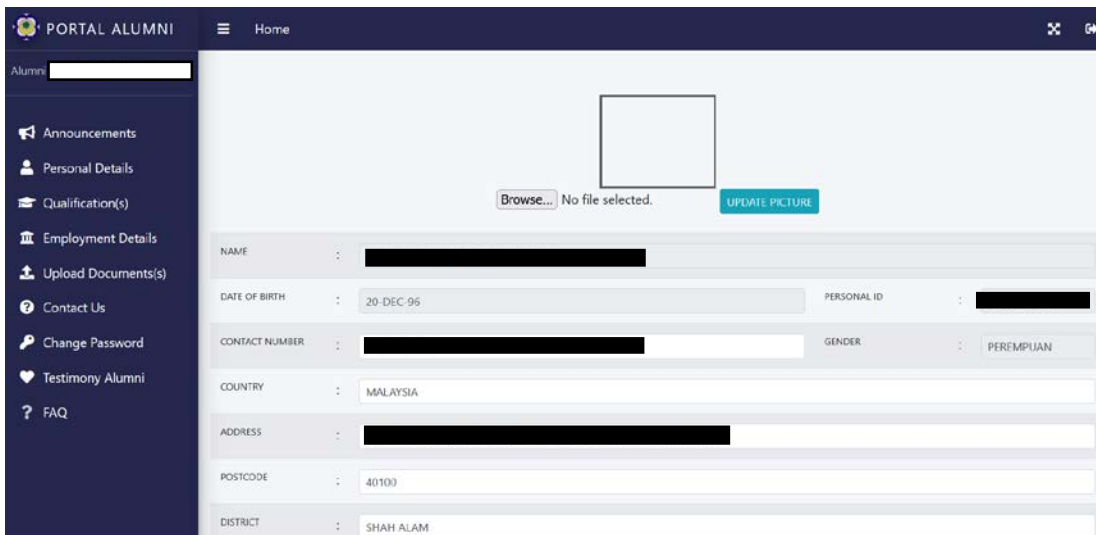 PORTAL ALUMNI
Home
Alumni
Announcements
Personal Details
Qualification(s)
Employment Details
Upload Documents(s)
Contact Us
Change Password
Testimony Alumni
? FAQ
Browse... No file selected. UPDATE PICTURE
NAME :
DATE OF BIRTH : 20-DEC-96 PERSONAL ID :
CONTACT NUMBER : GENDER : PEREMPUAN
COUNTRY : MALAYSIA
ADDRESS :
POSTCODE : 40100
DISTRICT : SHAH ALAM